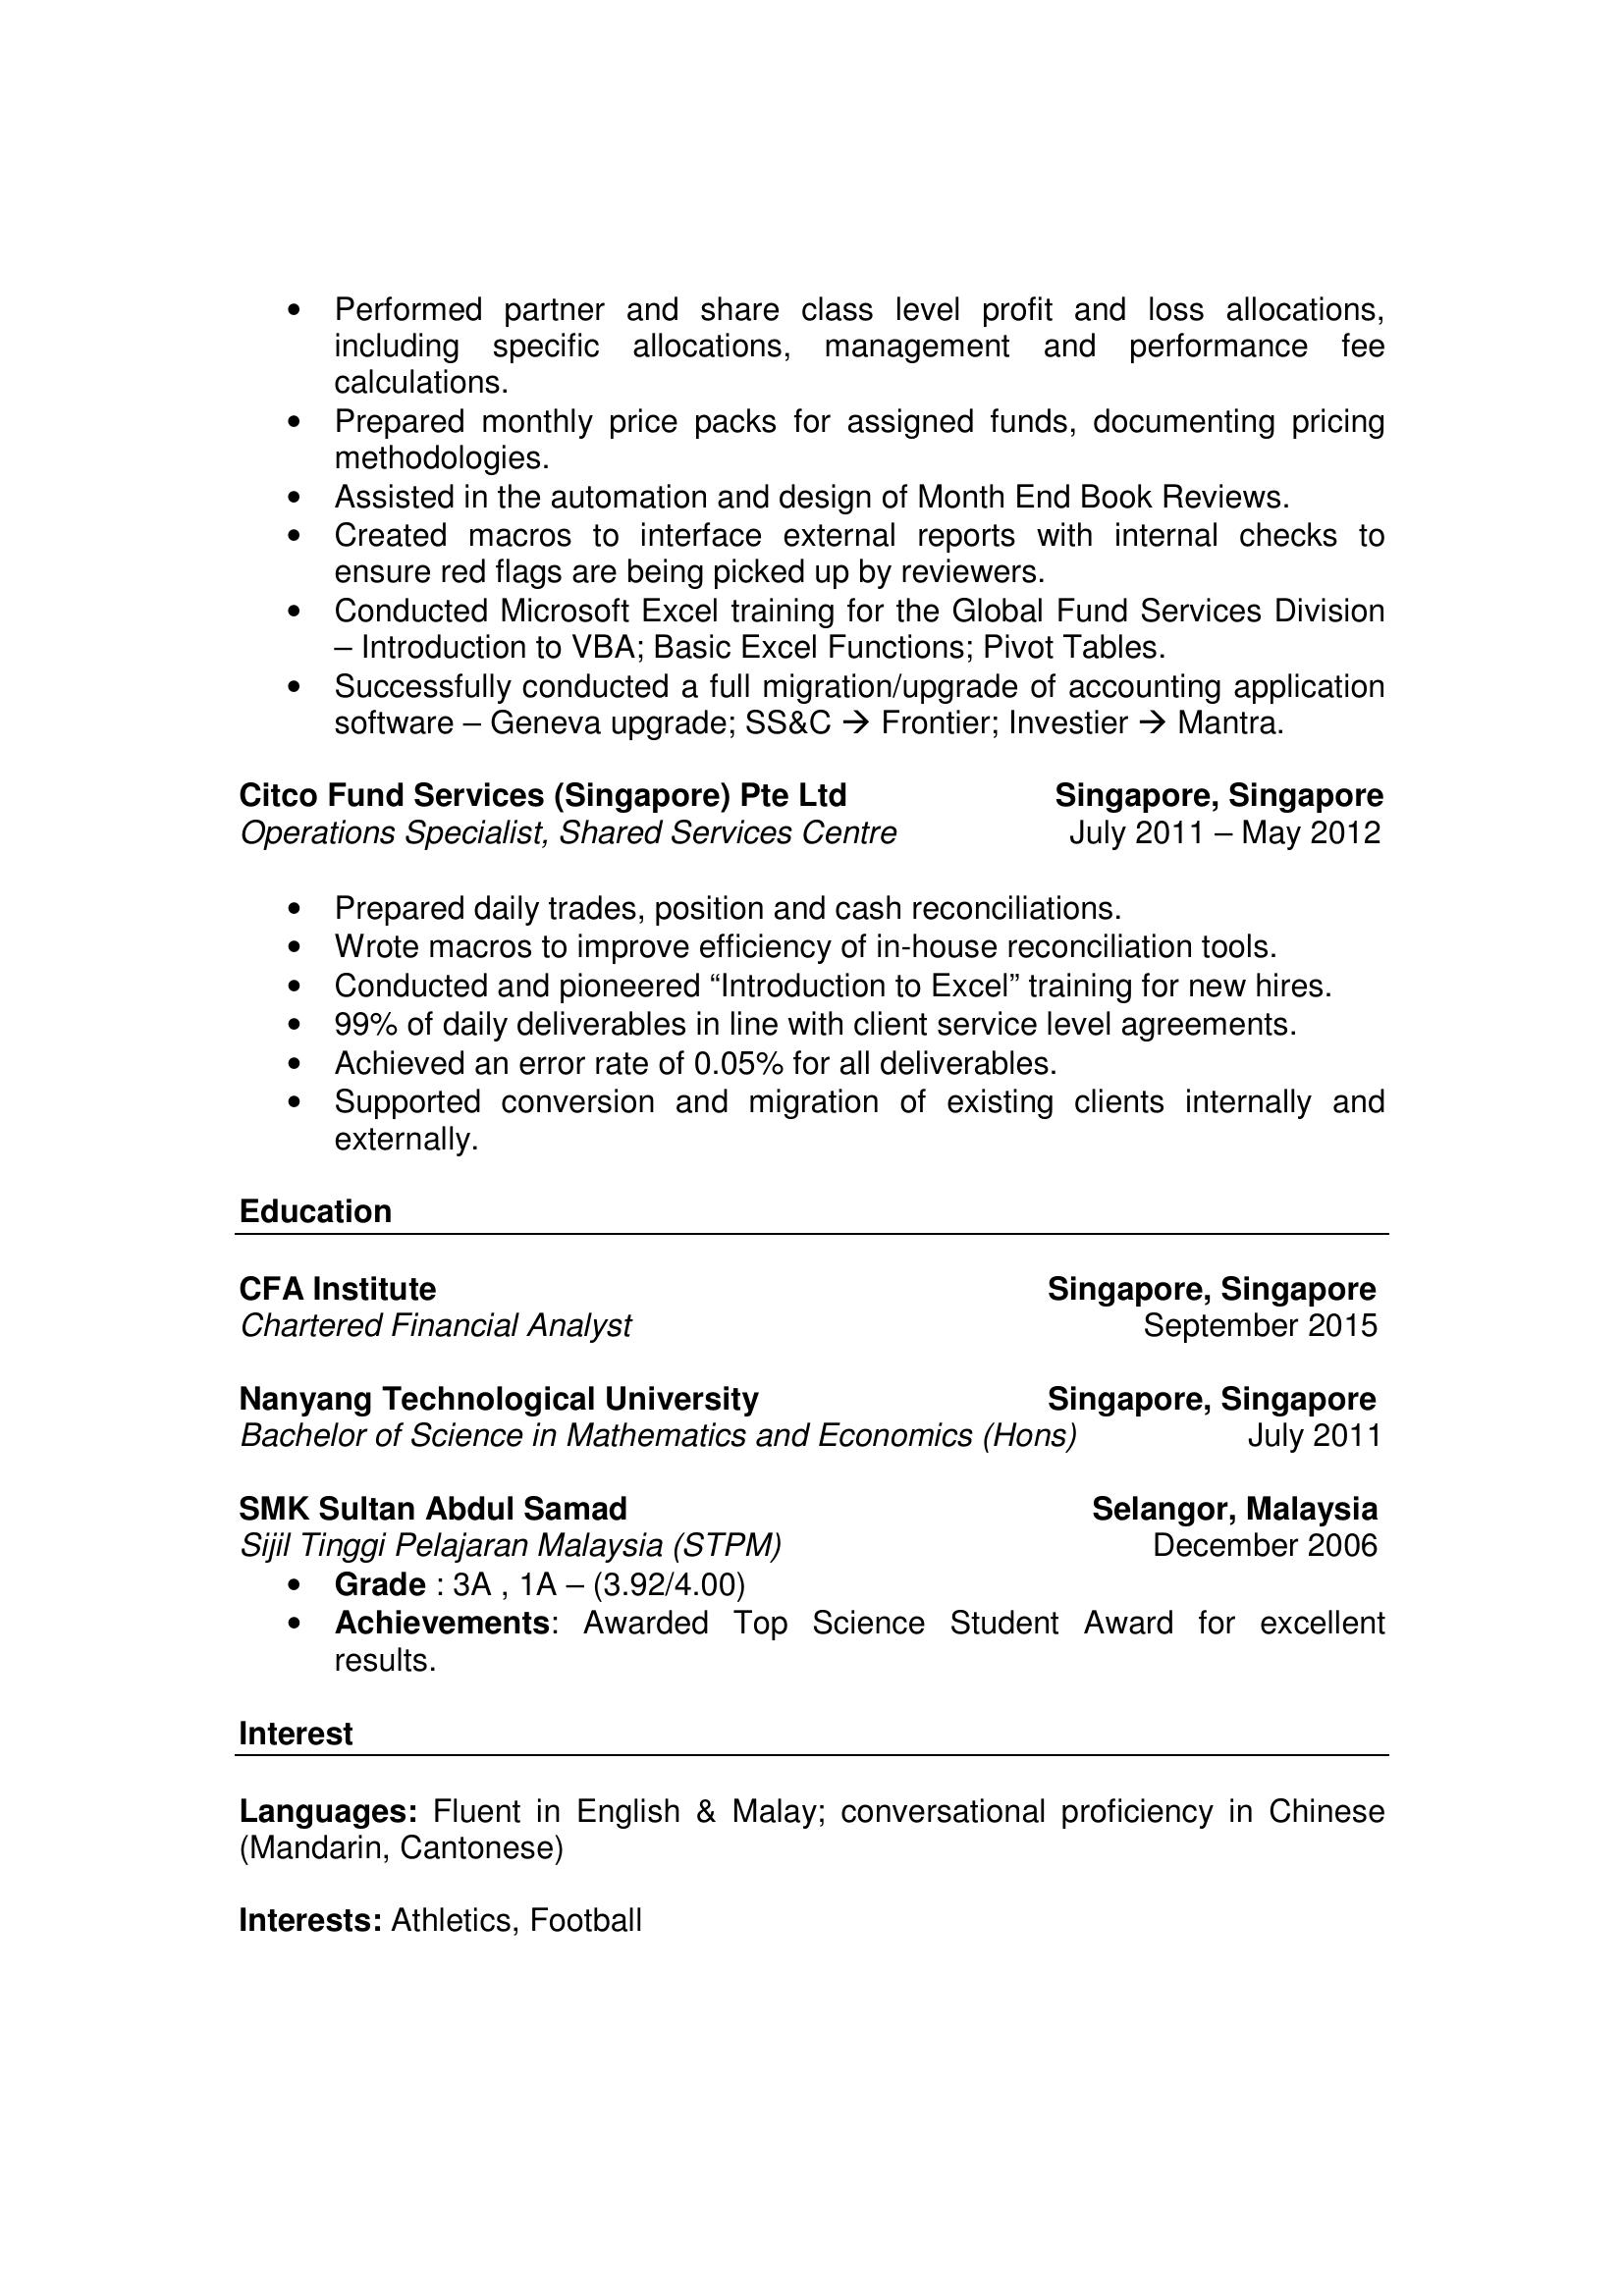 • Performed partner and share class level profit and loss allocations,
including specific allocations, management and performance fee
calculations.
• Prepared monthly price packs for assigned funds, documenting pricing
methodologies.
• Assisted in the automation and design of Month End Book Reviews.
• Created macros to interface external reports with internal checks to
ensure red flags are being picked up by reviewers.
• Conducted Microsoft Excel training for the Global Fund Services Division
– Introduction to VBA; Basic Excel Functions; Pivot Tables.
• Successfully conducted a full migration/upgrade of accounting application
software – Geneva upgrade; SS&C → Frontier; Investier → Mantra.
Citco Fund Services (Singapore) Pte Ltd Singapore, Singapore
Operations Specialist, Shared Services Centre July 2011 – May 2012
• Prepared daily trades, position and cash reconciliations.
• Wrote macros to improve efficiency of in-house reconciliation tools.
• Conducted and pioneered “Introduction to Excel” training for new hires.
• 99% of daily deliverables in line with client service level agreements.
• Achieved an error rate of 0.05% for all deliverables.
• Supported conversion and migration of existing clients internally and
externally.
Education
CFA Institute Singapore, Singapore
Chartered Financial Analyst September 2015
Nanyang Technological University Singapore, Singapore
Bachelor of Science in Mathematics and Economics (Hons) July 2011
SMK Sultan Abdul Samad Selangor, Malaysia
Sijil Tinggi Pelajaran Malaysia (STPM) December 2006
• Grade : 3A , 1A – (3.92/4.00)
• Achievements: Awarded Top Science Student Award for excellent
results.
Interest
Languages: Fluent in English & Malay; conversational proficiency in Chinese
(Mandarin, Cantonese)
Interests: Athletics, Football